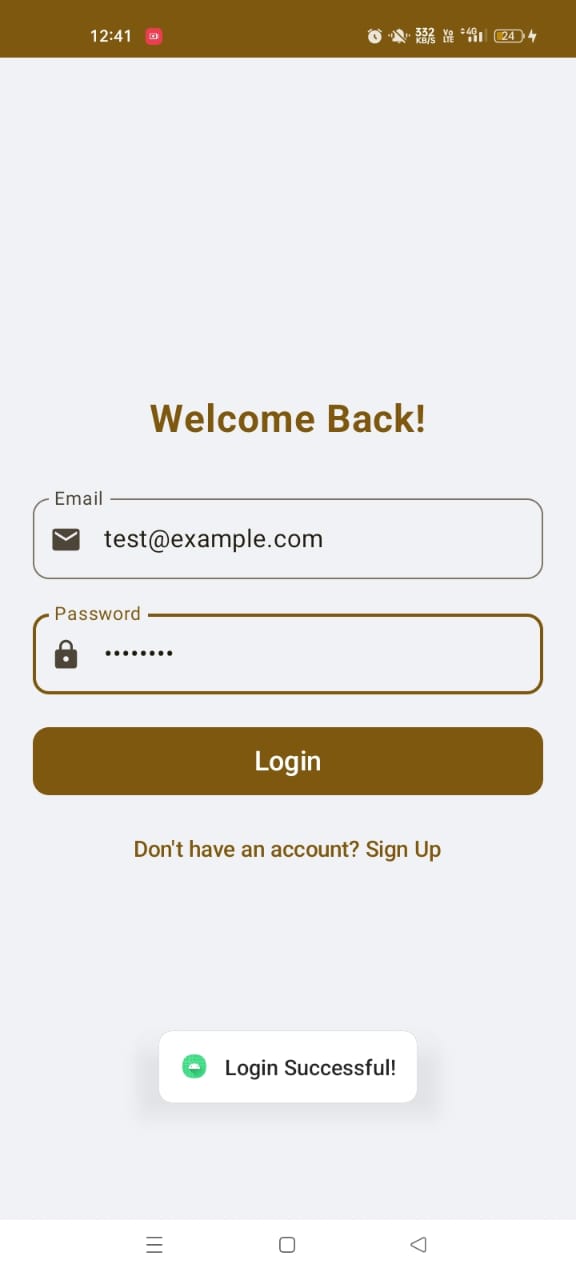 12:41
332
KB/S
Vo
LTE
4G
24
Welcome Back!
Email
test@example.com
Password
••••••••
Login
Don't have an account? Sign Up
Login Successful!